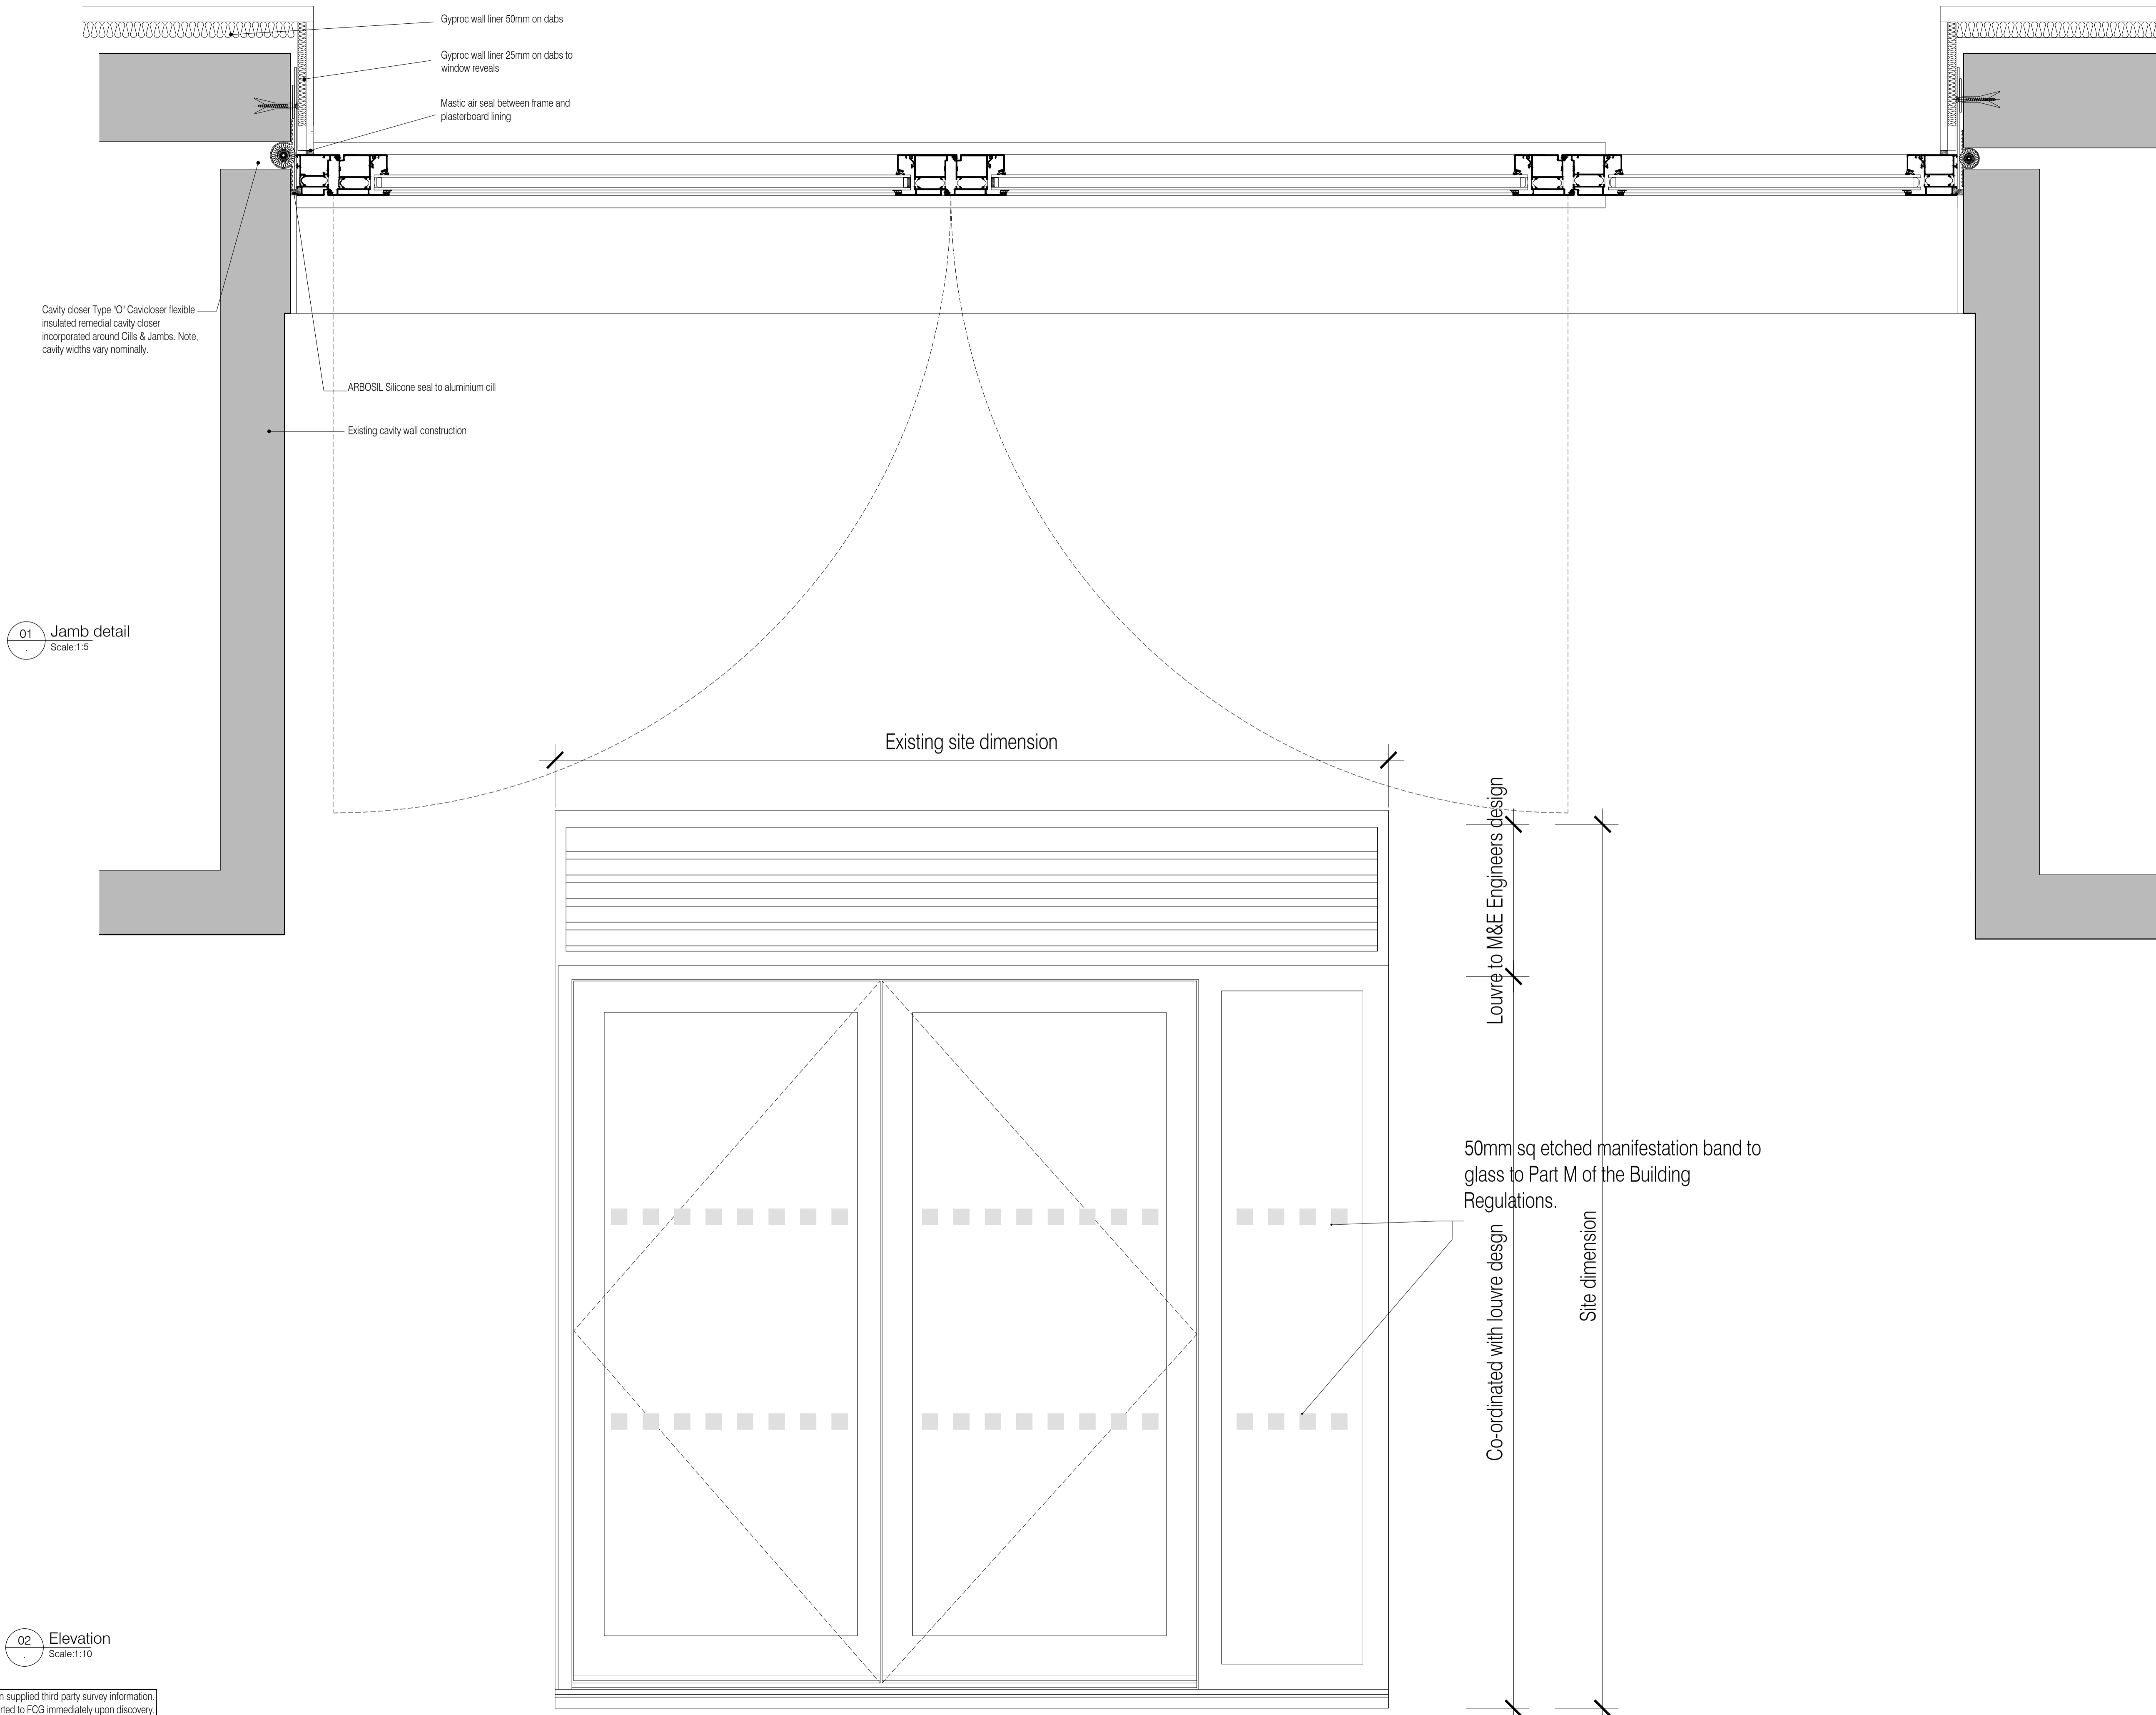 Gyproc wall liner 50mm on dabs
Gyproc wall liner 25mm on dabs to
window reveals
Mastic air seal between frame and
plasterboard lining
Cavity closer Type "O" Cavicloser flexible
insulated remedial cavity closer
incorporated around Cills & Jambs. Note,
cavity widths vary nominally.
ARBOSIL Silicone seal to aluminium cill
Existing cavity wall construction
01
Jamb detail
Scale:1:5
Existing site dimension
Louvre to M&E Engineers design
50mm sq etched manifestation band to
glass to Part M of the Building
Regulations.
Co-ordinated with louvre desgn
Site dimension
02
Elevation
Scale:1:10
n supplied third party survey information.
rted to FCG immediately upon discovery.